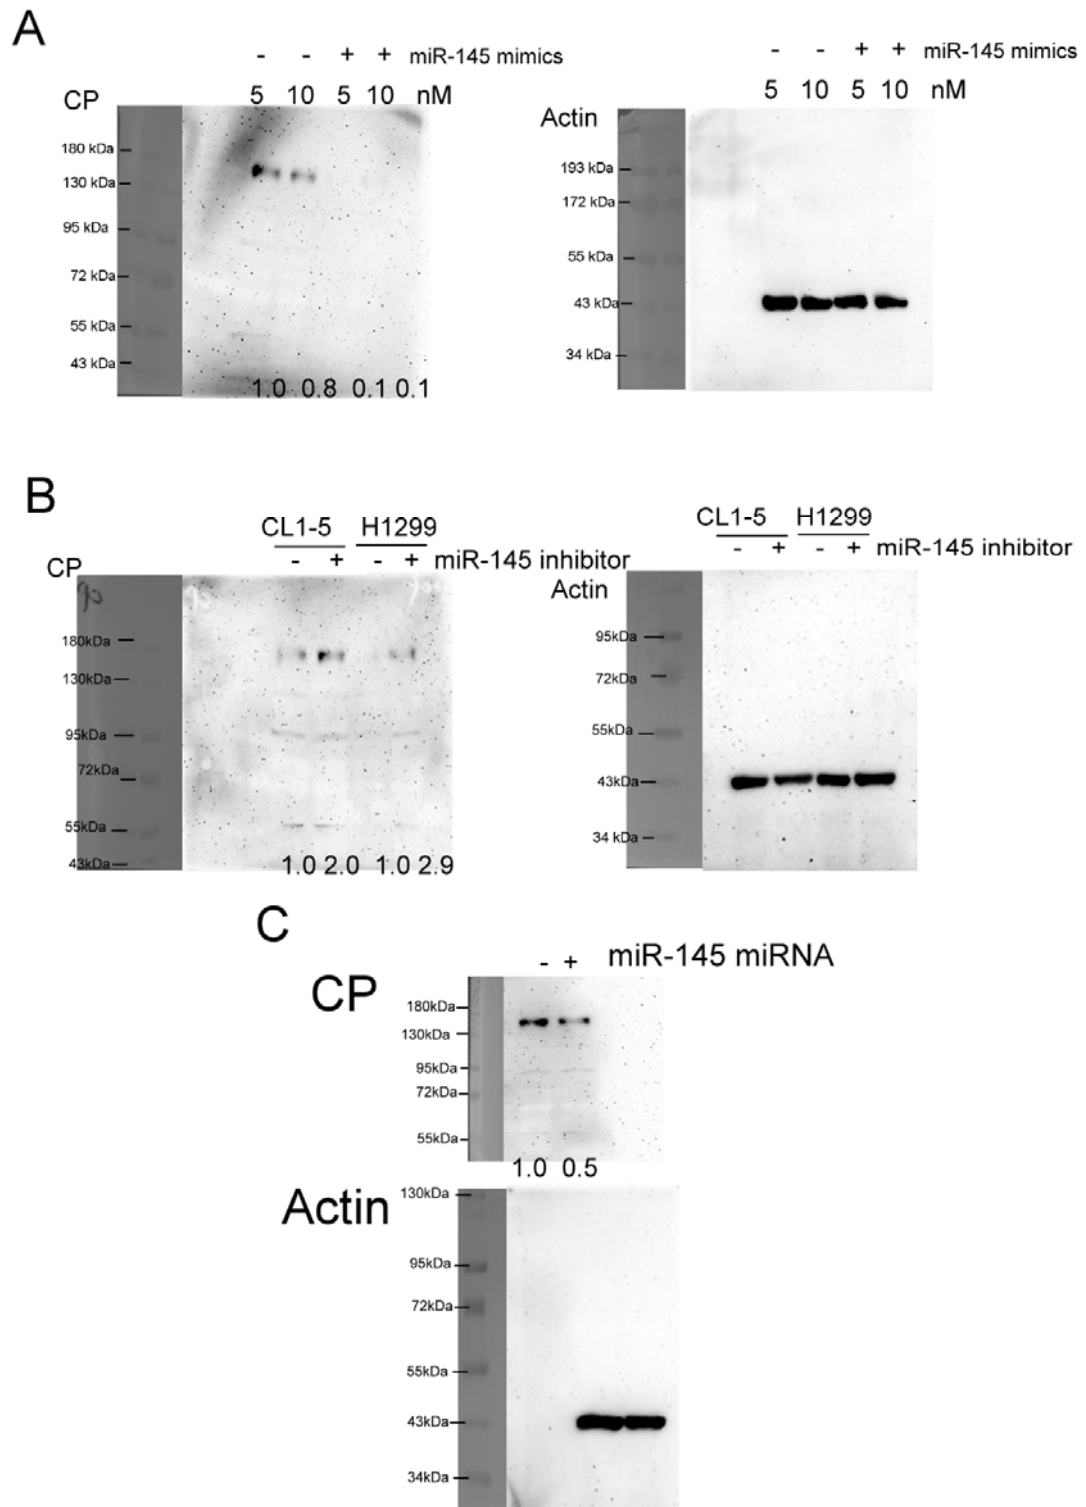 A
- - + + miR-145 mimics
5 10 5 10 nM
CP
180 kDa
130 kDa
95 kDa
72 kDa
55 kDa
43 kDa
1.0 0.8 0.1 0.1
- - + + miR-145 mimics
5 10 5 10 nM
Actin
193 kDa
172 kDa
55 kDa
43 kDa
34 kDa
B
CL1-5 H1299
- + - + miR-145 inhibitor
CP
180kDa
130kDa
95kDa
72kDa
55kDa
43kDa
1.0 2.0 1.0 2.9
CL1-5 H1299
- + - + miR-145 inhibitor
Actin
95kDa
72kDa
55kDa
43kDa
34 kDa
C
- + miR-145 miRNA
CP
180kDa
130kDa
95kDa
72kDa
55kDa
1.0 0.5
Actin
130kDa
95kDa
72kDa
55kDa
43kDa
34kDa